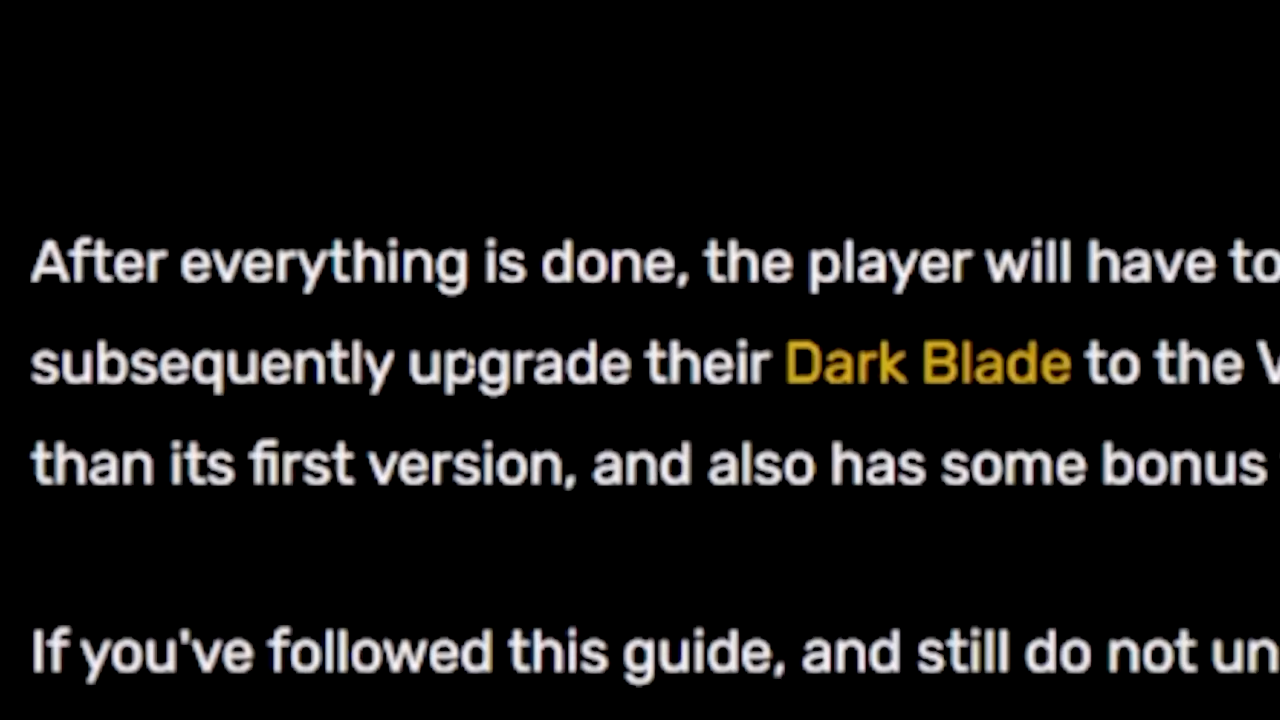 After everything is done, the player will have to
subsequently upgrade their Dark Blade to the
than its first version, and also has some bonus
If you've followed this guide, and still do not